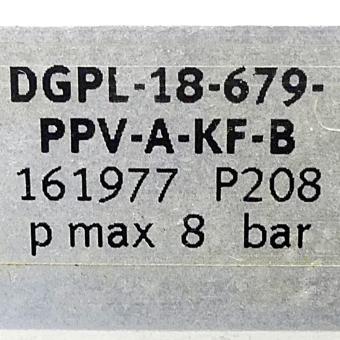 DGPL-18-679-
PPV-A-KF-B
161977 P208
p max 8 bar